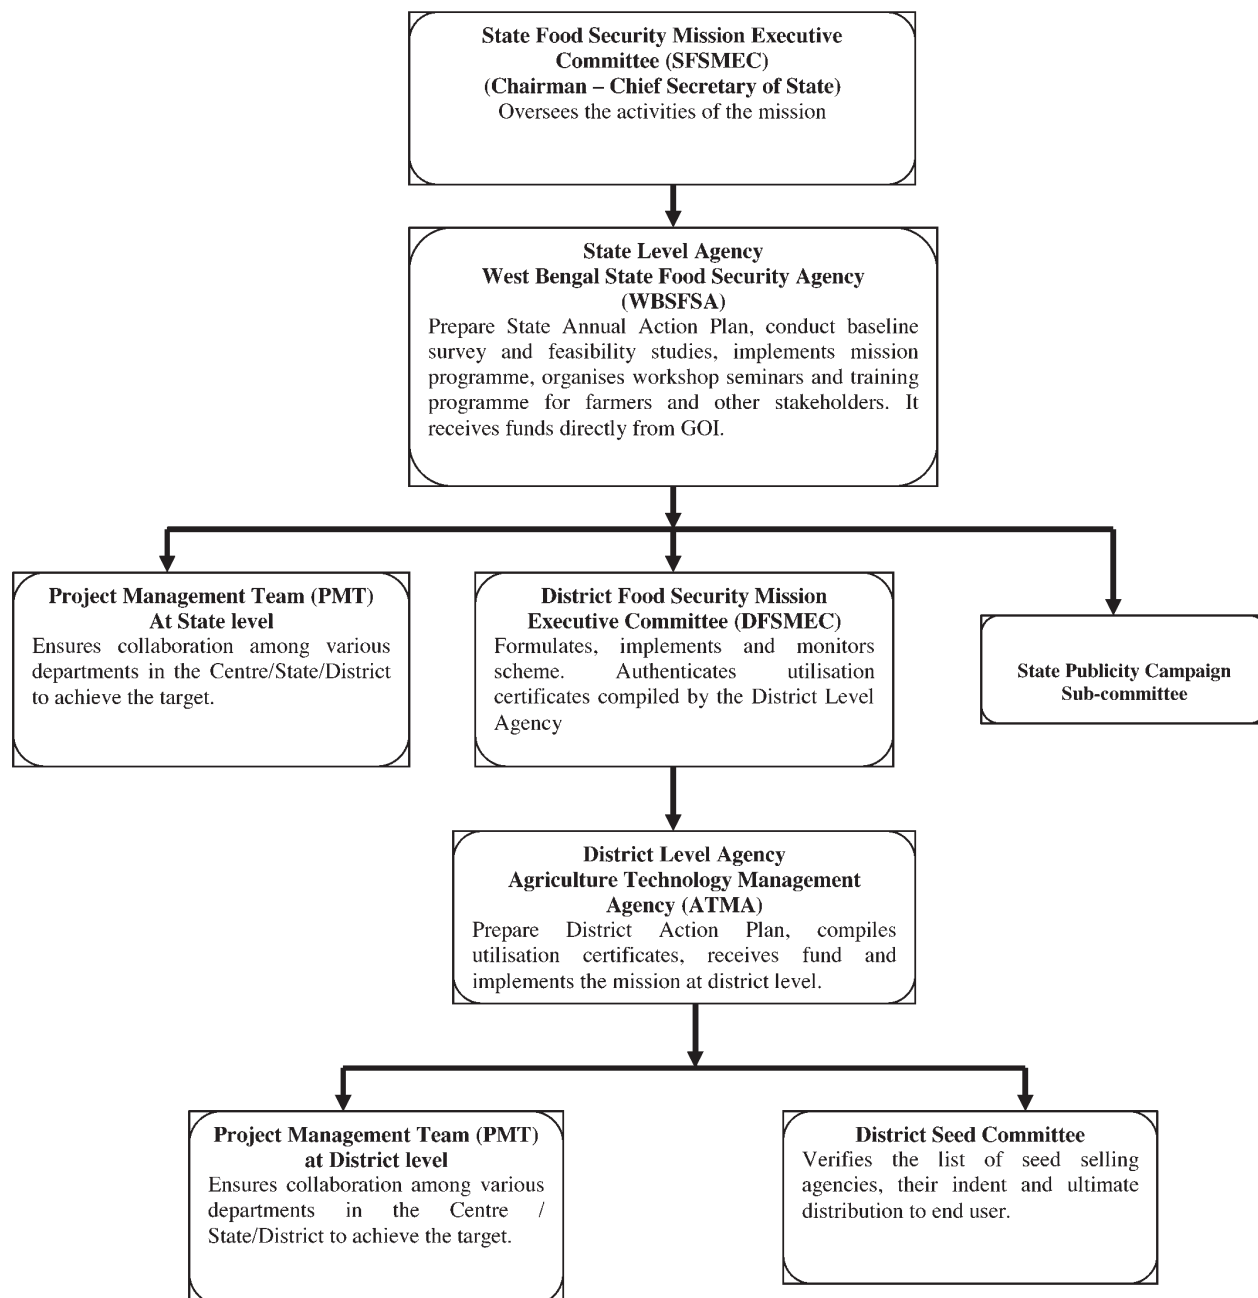 State Food Security Mission Executive
Committee (SFSMEC)
(Chairman – Chief Secretary of State)
Oversees the activities of the mission
State Level Agency
West Bengal State Food Security Agency
(WBSFSA)
Prepare State Annual Action Plan, conduct baseline
survey and feasibility studies, implements mission
programme, organises workshop seminars and training
programme for farmers and other stakeholders. It
receives funds directly from GOI.
Project Management Team (PMT)
At State level
Ensures collaboration among various
departments in the Centre/State/District
to achieve the target.
District Food Security Mission
Executive Committee (DFSMEC)
Formulates, implements and monitors
scheme. Authenticates utilisation
certificates compiled by the District Level
Agency
State Publicity Campaign
Sub-committee
District Level Agency
Agriculture Technology Management
Agency (ATMA)
Prepare District Action Plan, compiles
utilisation certificates, receives fund and
implements the mission at district level.
Project Management Team (PMT)
at District level
Ensures collaboration among various
departments in the Centre /
State/District to achieve the target.
District Seed Committee
Verifies the list of seed selling
agencies, their indent and ultimate
distribution to end user.